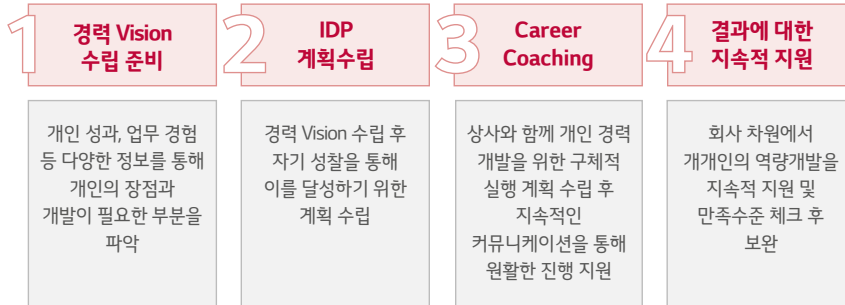 1
경력 Vision
수립 준비
개인 성과, 업무 경험
등 다양한 정보를 통해
개인의 장점과
개발이 필요한 부분을
파악
2
IDP
계획수립
경력 Vision 수립 후
자기 성찰을 통해
이를 달성하기 위한
계획 수립
3
Career
Coaching
상사와 함께 개인 경력
개발을 위한 구체적
실행 계획 수립 후
지속적인
커뮤니케이션을 통해
원활한 진행 지원
4
결과에 대한
지속적 지원
회사 차원에서
개개인의 역량개발을
지속적 지원 및
만족수준 체크 후
보완